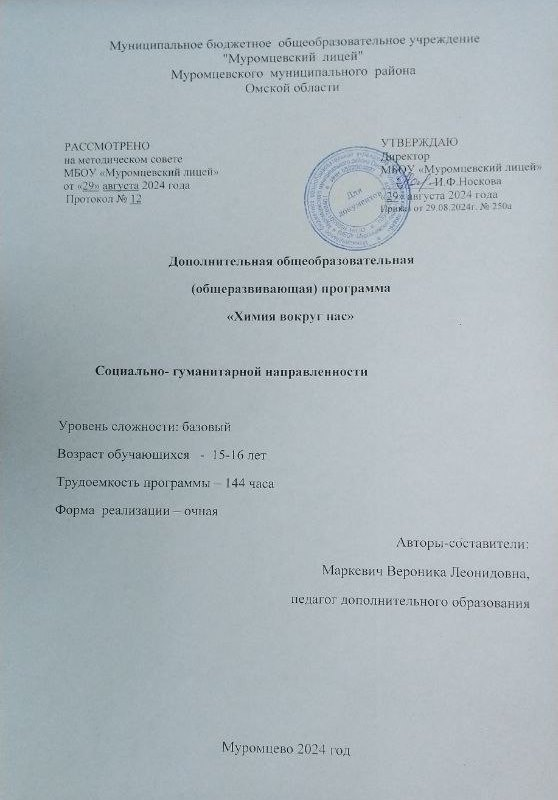 Муниципальное бюджетное общеобразовательное учреждение
"Муромцевский лицей"
Муромцевского муниципального района
Омской области
РАССМОТРЕНО
на методическом совете
МБОУ «Муромцевский лицей»
от «29» августа 2024 года
Протокол № 12
УТВЕРЖДАЮ
Директор
МБОУ «Муромцевский лицей»
И.Ф.Носкова
«29» августа 2024 года
Приказ от 29.08.2024г. № 250а
Для
документов
Дополнительная общеобразовательная
(общеразвивающая) программа
«Химия вокруг нас»
Социально- гуманитарной направленности
Уровень сложности: базовый
Возраст обучающихся - 15-16 лет
Трудоемкость программы – 144 часа
Форма реализации – очная
Авторы-составители:
Маркевич Вероника Леонидовна,
педагог дополнительного образования
Муромцево 2024 год